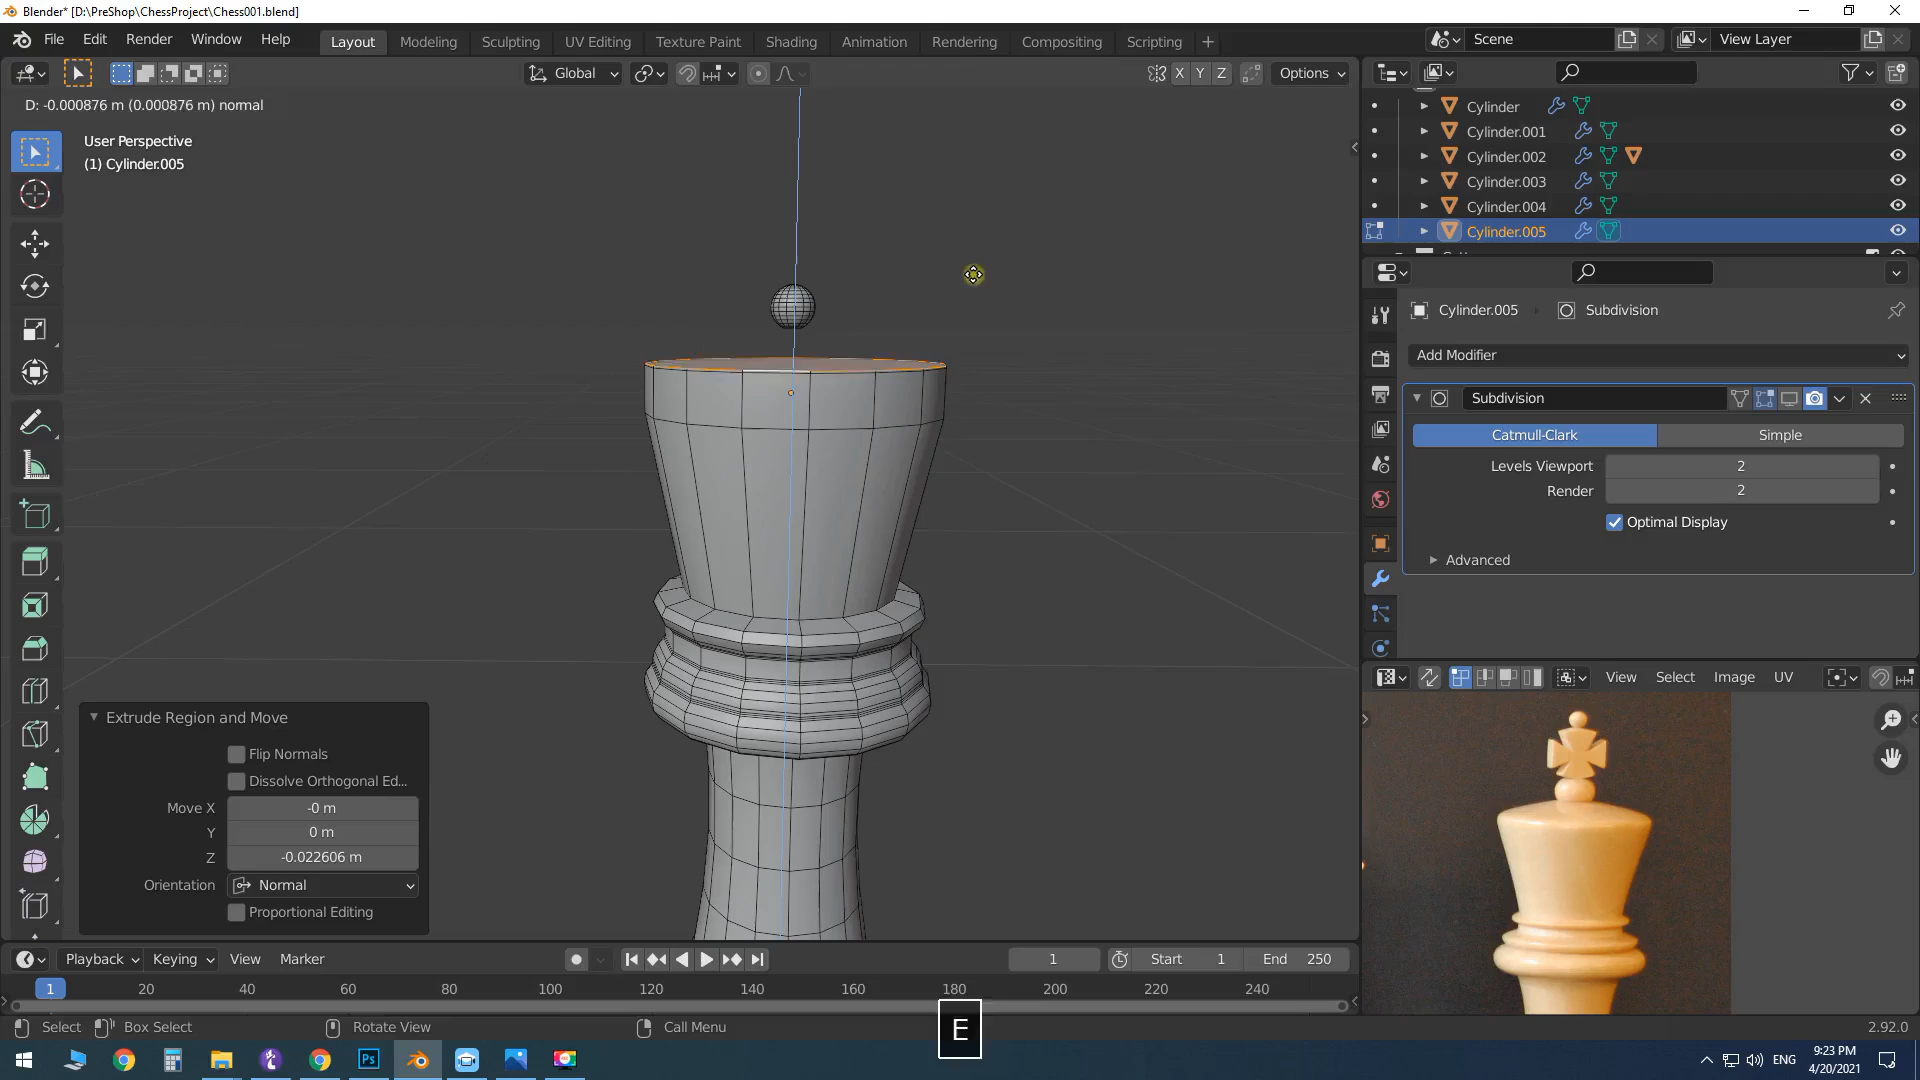 Blender* [D:\PreShop\ChessProject\Chess001.blend]
File Edit Render Window Help Layout Modeling Sculpting UV Editing Texture Paint Shading Animation Rendering Compositing Scripting Scene View Layer
Global X Y Z Options
D: -0.000876 m (0.000876 m) normal
User Perspective
(1) Cylinder.005
Cylinder
Cylinder.001
Cylinder.002
Cylinder.003
Cylinder.004
Cylinder.005
Cylinder.005 Subdivision
Add Modifier
Subdivision
Catmull-Clark Simple
Levels Viewport 2
Render 2
Optimal Display
Advanced
View Select Image UV
Extrude Region and Move
Flip Normals
Dissolve Orthogonal Ed...
Move X -0 m
Y 0 m
Z -0.022606 m
Orientation Normal
Proportional Editing
Playback Keying View Marker 1 Start 1 End 250
1 20 40 60 80 100 120 140 160 180 200 220 240
Select Box Select Rotate View Call Menu 2.92.0
E
Ps ENG 9:23 PM
4/20/2021